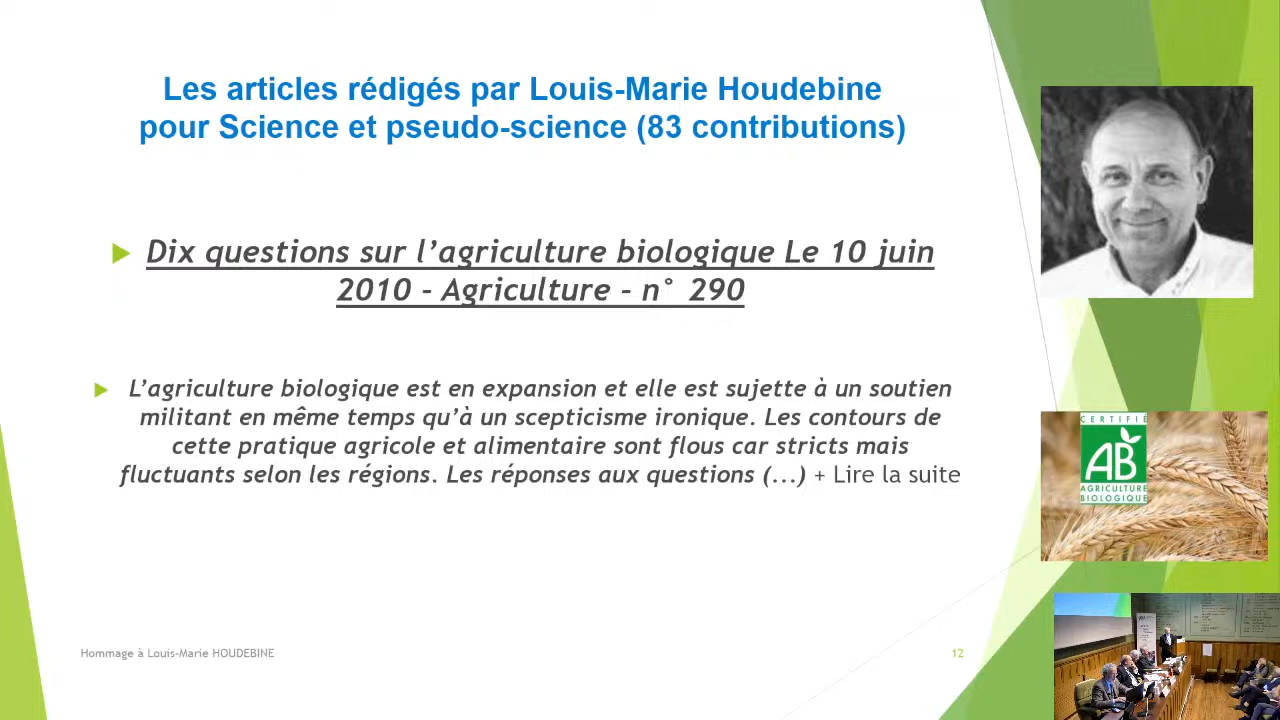 Les articles rédigés par Louis-Marie Houdebine
pour Science et pseudo-science (83 contributions)
Dix questions sur l’agriculture biologique Le 10 juin
2010 - Agriculture - n° 290
L’agriculture biologique est en expansion et elle est sujette à un soutien
militant en même temps qu’à un scepticisme ironique. Les contours de
cette pratique agricole et alimentaire sont flous car stricts mais
fluctuants selon les régions. Les réponses aux questions (...) + Lire la suite
CERTIFIÉ
AB
AGRICULTURE
BIOLOGIQUE
Hommage à Louis-Marie HOUDEBINE
12